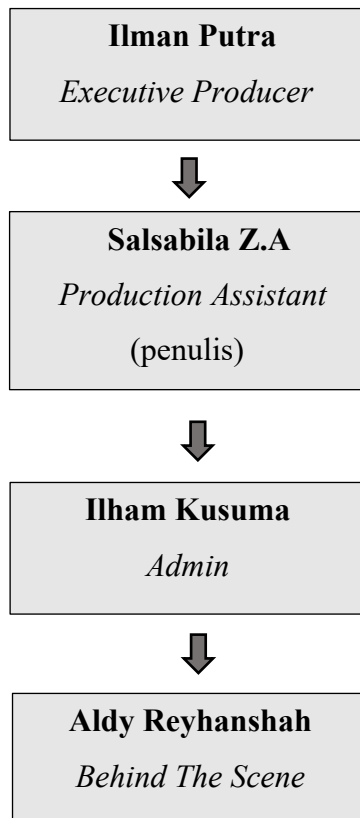 Ilman Putra
Executive Producer
Salsabila Z.A
Production Assistant
(penulis)
Ilham Kusuma
Admin
Aldy Reyhanshah
Behind The Scene